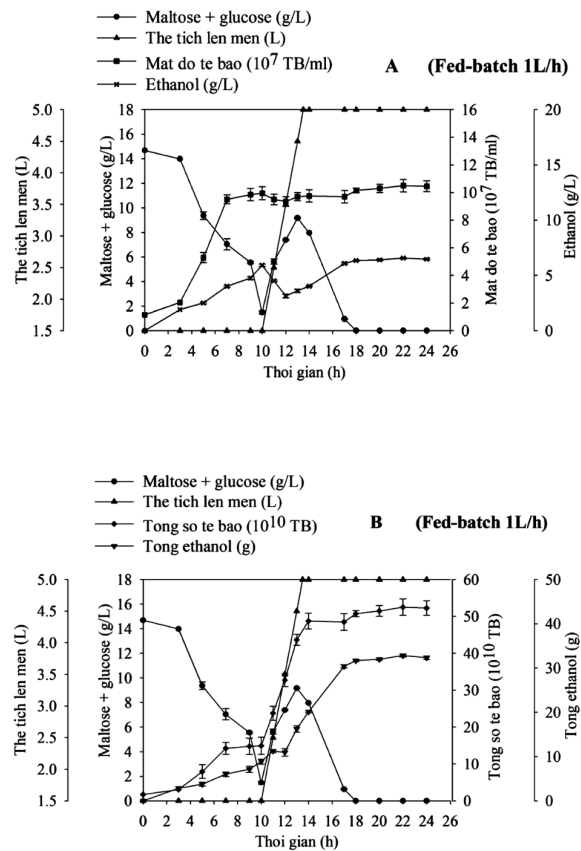 Maltose + glucose (g/L)
The tich len men (L)
Mat do te bao (10⁷ TB/ml)
Ethanol (g/L)
A (Fed-batch 1L/h)
The tich len men (L)
5.0
4.5
4.0
3.5
3.0
2.5
2.0
1.5
Maltose + glucose (g/L)
18
16
14
12
10
8
6
4
2
0
Mat do te bao (10⁷ TB/ml)
16
14
12
10
8
6
4
2
0
Ethanol (g/L)
20
15
10
5
0
0 2 4 6 8 10 12 14 16 18 20 22 24 26
Thoi gian (h)
Maltose + glucose (g/L)
The tich len men (L)
Tong so te bao (10¹⁰ TB)
Tong ethanol (g)
B (Fed-batch 1L/h)
The tich len men (L)
5.0
4.5
4.0
3.5
3.0
2.5
2.0
1.5
Maltose + glucose (g/L)
18
16
14
12
10
8
6
4
2
0
Tong so te bao (10¹⁰ TB)
60
50
40
30
20
10
0
Tong ethanol (g)
50
40
30
20
10
0
0 2 4 6 8 10 12 14 16 18 20 22 24 26
Thoi gian (h)